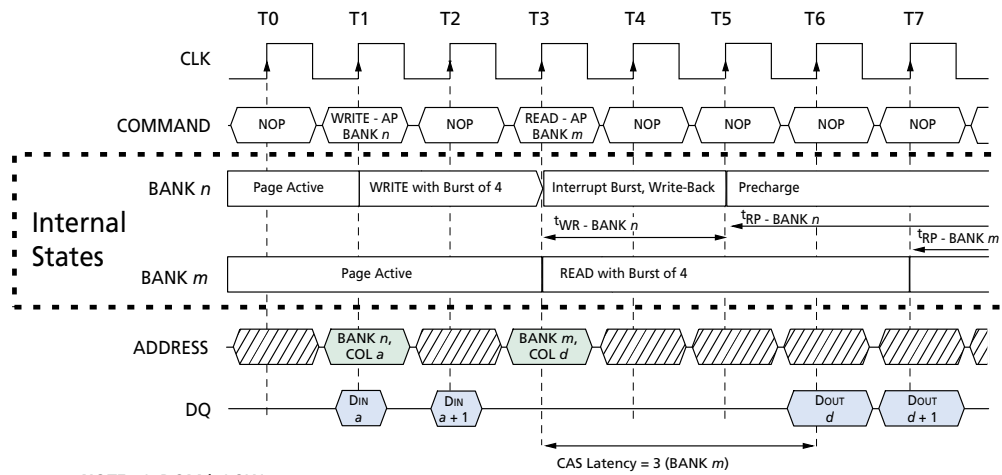 T0 T1 T2 T3 T4 T5 T6 T7
CLK
COMMAND NOP WRITE - AP NOP READ - AP NOP NOP NOP NOP
BANK n BANK m
BANK n Page Active WRITE with Burst of 4 Interrupt Burst, Write-Back Precharge
Internal
States
tWR - BANK n tRP - BANK n
tRP - BANK m
BANK m Page Active READ with Burst of 4
ADDRESS BANK n, BANK m,
COL a COL d
DQ DIN DIN DOUT DOUT
a a + 1 d d + 1
CAS Latency = 3 (BANK m)